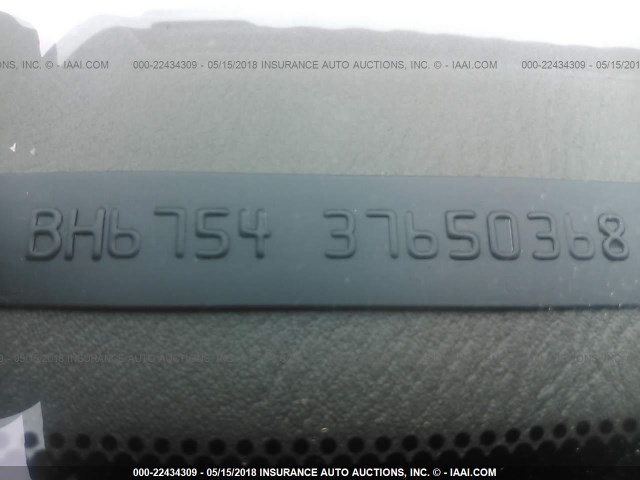 S, INC. - IAAI.COM 000-22434309 - 05/15/2018 INSURANCE AUTO AUCTIONS, INC. - IAAI.COM 000-22434309 - 05/15/2018
BH6754 37650368
000-22434309 - 05/15/2018 INSURANCE AUTO AUCTIONS, INC. - IAAI.COM